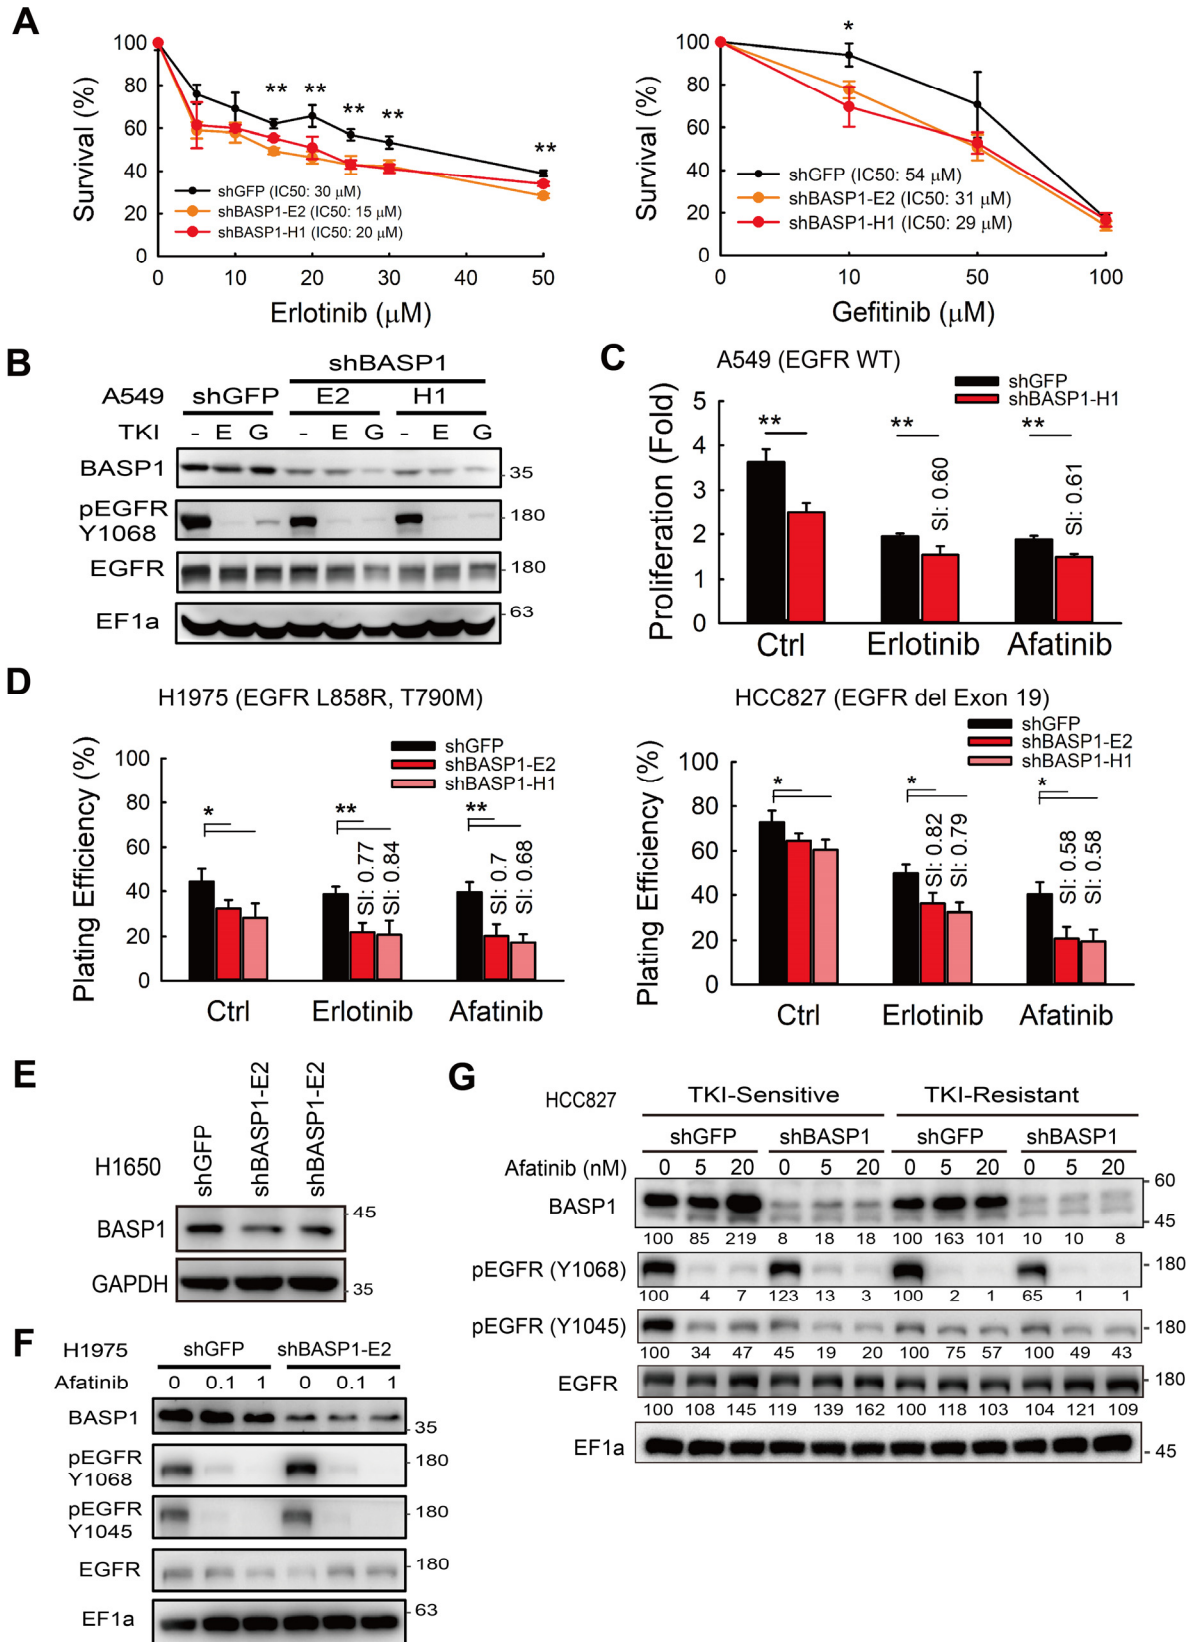 A
100
80
60
40
20
0
Survival (%)
** ** ** ** **
shGFP (IC50: 30 μM)
shBASP1-E2 (IC50: 15 μM)
shBASP1-H1 (IC50: 20 μM)
0 10 20 30 40 50
Erlotinib (μM)
100
80
60
40
20
0
Survival (%)
*
shGFP (IC50: 54 μM)
shBASP1-E2 (IC50: 31 μM)
shBASP1-H1 (IC50: 29 μM)
0 10 50 100
Gefitinib (μM)
B
shBASP1
A549 shGFP E2 H1
TKI - E G - E G - E G
BASP1 35
pEGFR
Y1068 180
EGFR 180
EF1a 63
C
A549 (EGFR WT)
shGFP
shBASP1-H1
Proliferation (Fold)
5
4
3
2
1
0
** ** **
SI: 0.60
SI: 0.61
Ctrl Erlotinib Afatinib
D
H1975 (EGFR L858R, T790M)
shGFP
shBASP1-E2
shBASP1-H1
Plating Efficiency (%)
100
80
60
40
20
0
* ** **
SI: 0.77
SI: 0.84
SI: 0.7
SI: 0.68
Ctrl Erlotinib Afatinib
HCC827 (EGFR del Exon 19)
shGFP
shBASP1-E2
shBASP1-H1
Plating Efficiency (%)
100
80
60
40
20
0
* * *
SI: 0.82
SI: 0.79
SI: 0.58
SI: 0.58
Ctrl Erlotinib Afatinib
E
H1650
shGFP
shBASP1-E2
shBASP1-E2
BASP1 45
GAPDH 35
F
H1975 shGFP shBASP1-E2
Afatinib 0 0.1 1 0 0.1 1
BASP1 35
pEGFR
Y1068 180
pEGFR
Y1045 180
EGFR 180
EF1a 63
G
HCC827 TKI-Sensitive TKI-Resistant
shGFP shBASP1 shGFP shBASP1
Afatinib (nM) 0 5 20 0 5 20 0 5 20 0 5 20
BASP1 60
45
100 85 219 8 18 18 100 163 101 10 10 8
pEGFR (Y1068) 180
100 4 7 123 13 3 100 2 1 65 1 1
pEGFR (Y1045) 180
100 34 47 45 19 20 100 75 57 100 49 43
EGFR 180
100 108 145 119 139 162 100 118 103 104 121 109
EF1a 45